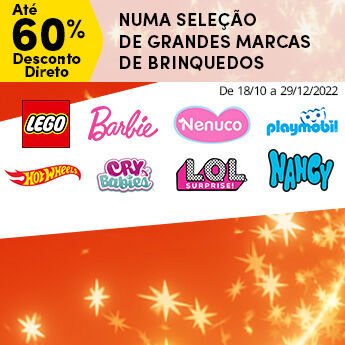 Até
60%
Desconto
Direto
NUMA SELEÇÃO
DE GRANDES MARCAS
DE BRINQUEDOS
De 18/10 a 29/12/2022
LEGO
Barbie
Nenuco
playmobil
HOT WHEELS
CRY
Babies
L.O.L
SURPRISE!
NANCY